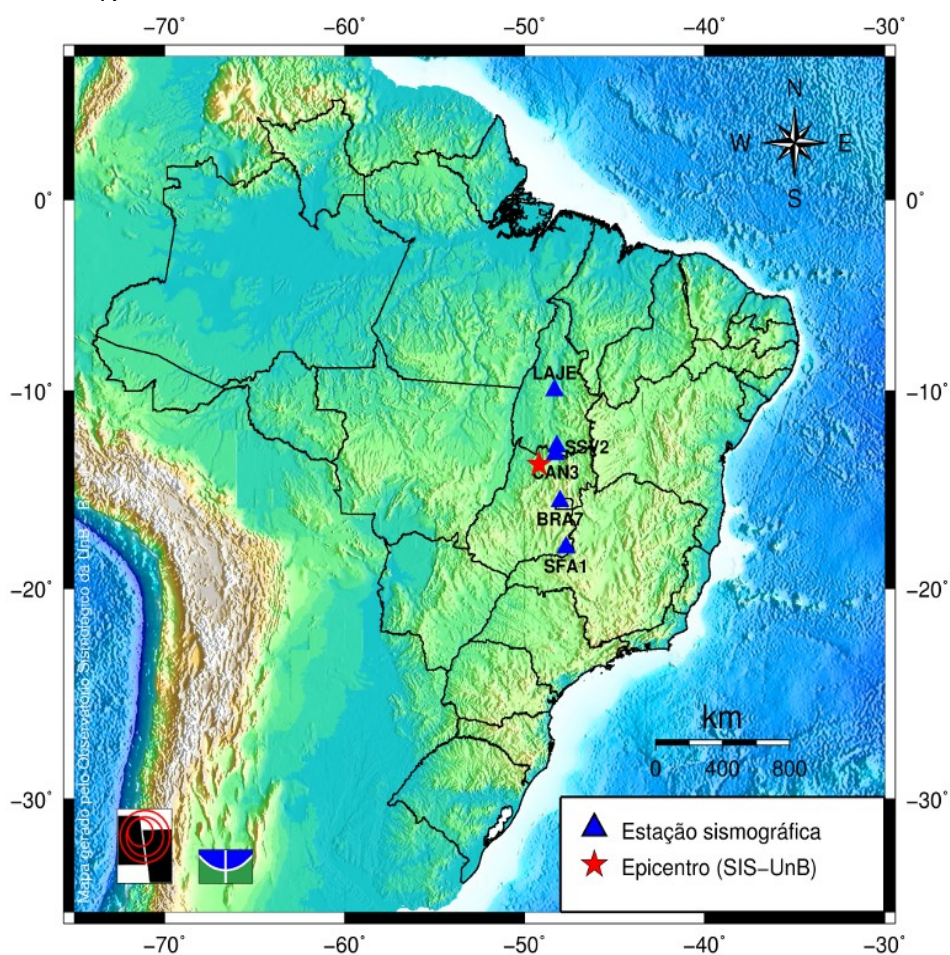 −70˚ −60˚ −50˚ −40˚ −30˚
N
W E
S
0˚ 0˚
LAJE
−10˚ −10˚
SSV2
CAN3
BRA7
SFA1
−20˚ −20˚
km
0 400 800
−30˚ −30˚
Estação sismográfica
Epicentro (SIS−UnB)
Mapa gerado pelo Observatório Sismológico da UnB
−70˚ −60˚ −50˚ −40˚ −30˚